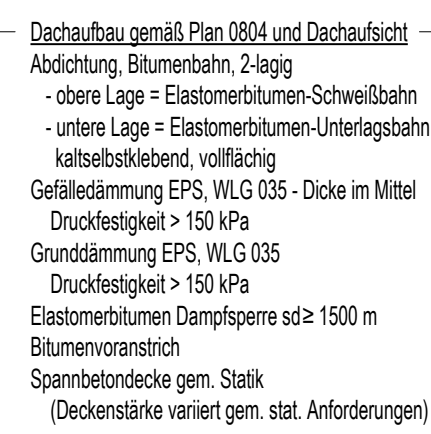 Dachaufbau gemäß Plan 0804 und Dachaufsicht
Abdichtung, Bitumenbahn, 2-lagig
- obere Lage = Elastomerbitumen-Schweißbahn
- untere Lage = Elastomerbitumen-Unterlagsbahn
kaltselbstklebend, vollflächig
Gefälledämmung EPS, WLG 035 - Dicke im Mittel
Druckfestigkeit > 150 kPa
Grunddämmung EPS, WLG 035
Druckfestigkeit > 150 kPa
Elastomerbitumen Dampfsperre sd≥ 1500 m
Bitumenvoranstrich
Spannbetondecke gem. Statik
(Deckenstärke variiert gem. stat. Anforderungen)